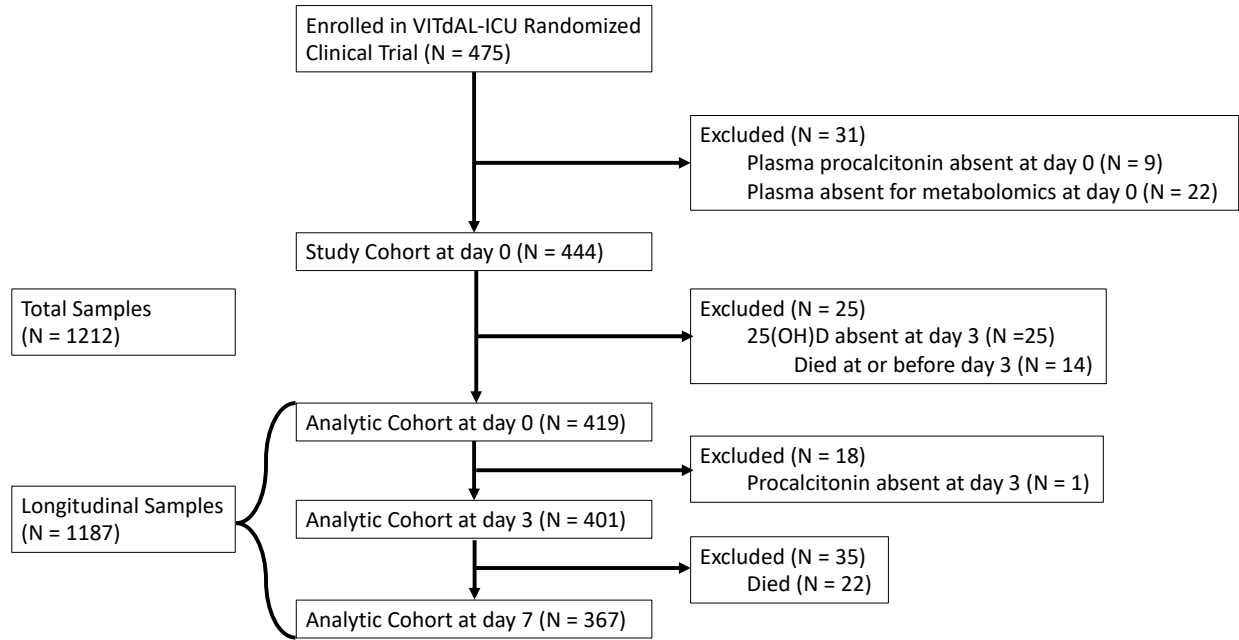 Enrolled in VITdAL-ICU Randomized
Clinical Trial (N = 475)
Excluded (N = 31)
Plasma procalcitonin absent at day 0 (N = 9)
Plasma absent for metabolomics at day 0 (N = 22)
Study Cohort at day 0 (N = 444)
Total Samples
(N = 1212)
Excluded (N = 25)
25(OH)D absent at day 3 (N =25)
Died at or before day 3 (N = 14)
Analytic Cohort at day 0 (N = 419)
Excluded (N = 18)
Procalcitonin absent at day 3 (N = 1)
Longitudinal Samples
(N = 1187)
Analytic Cohort at day 3 (N = 401)
Excluded (N = 35)
Died (N = 22)
Analytic Cohort at day 7 (N = 367)